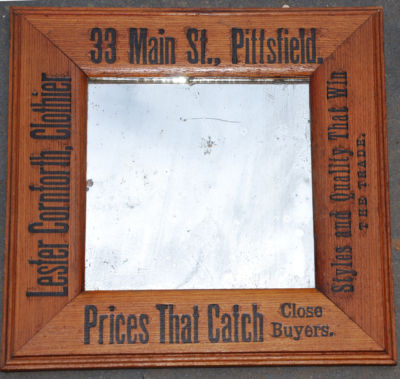 33 Main St., Pittsfield.
Lester Cornforth, Clothier
Styles and Quality That Win
THE TRADE.
Prices That Catch
Close
Buyers.